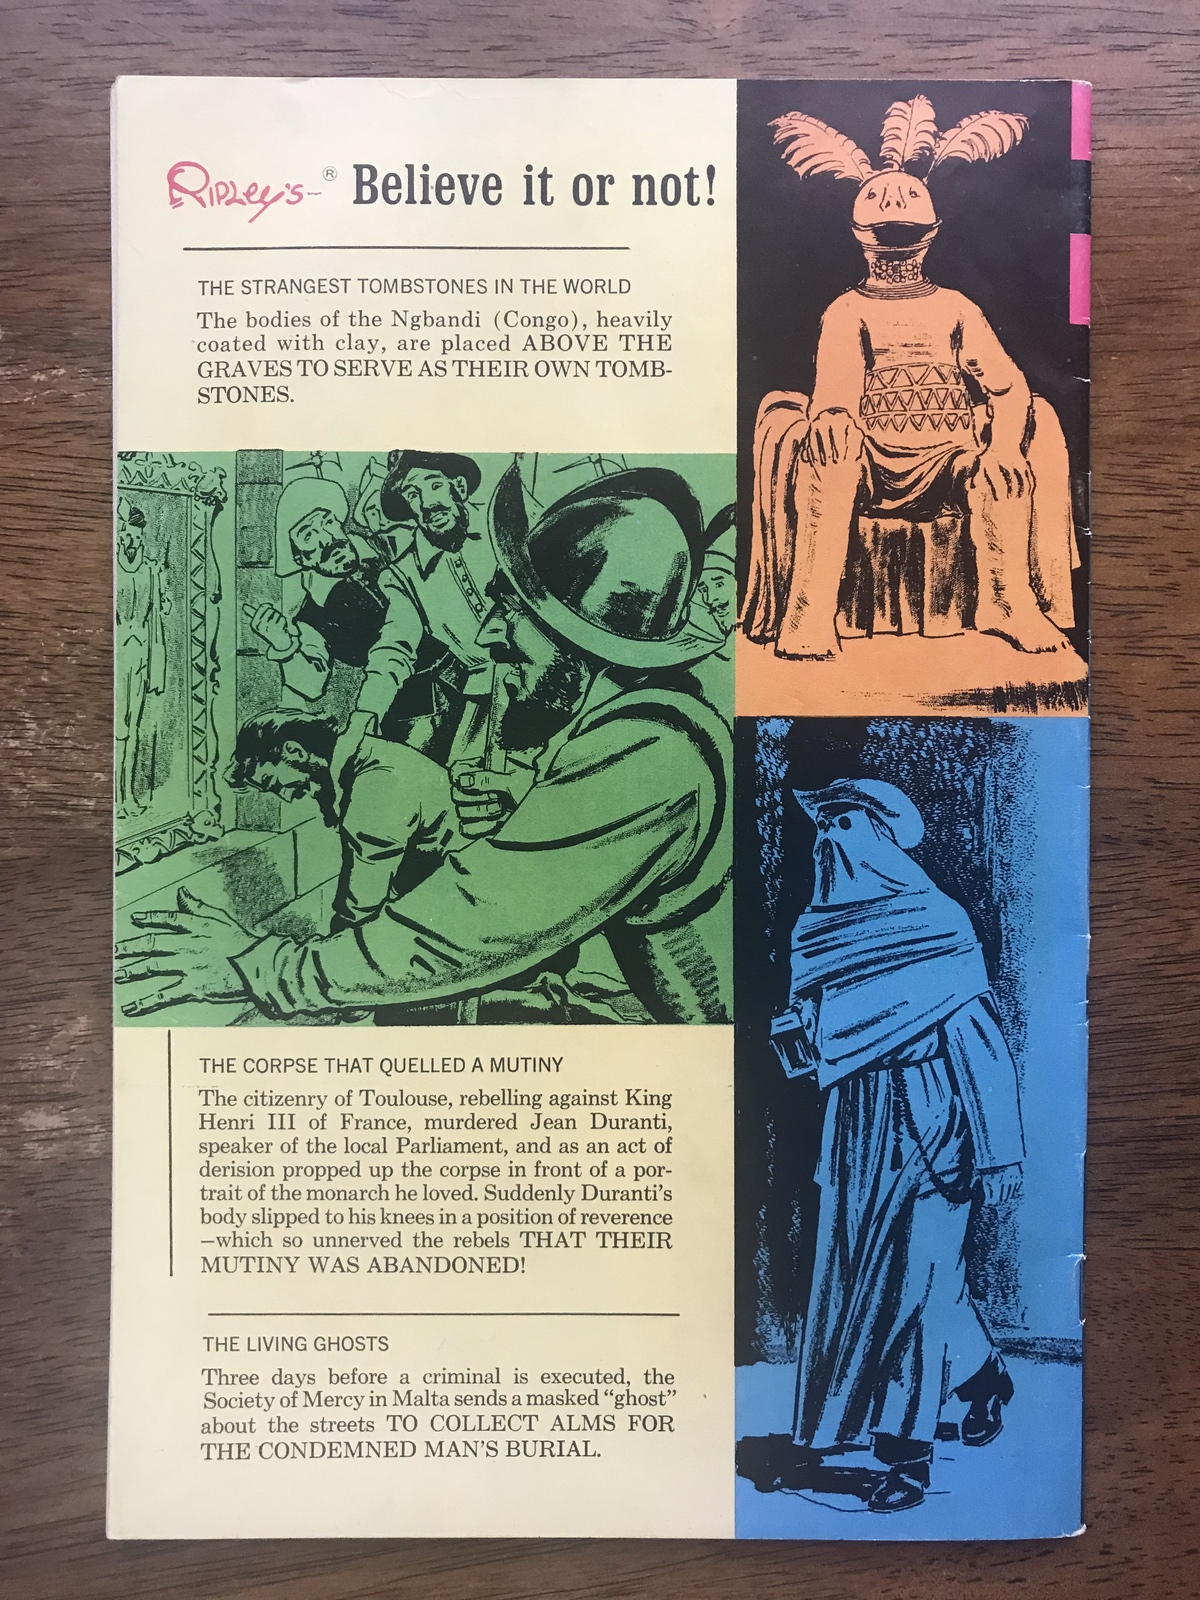 Ripley's ® Believe it or not!
THE STRANGEST TOMBSTONES IN THE WORLD
The bodies of the Ngbandi (Congo), heavily
coated with clay, are placed ABOVE THE
GRAVES TO SERVE AS THEIR OWN TOMB-
STONES.
THE CORPSE THAT QUELLED A MUTINY
The citizenry of Toulouse, rebelling against King
Henri III of France, murdered Jean Duranti,
speaker of the local Parliament, and as an act of
derision propped up the corpse in front of a por-
trait of the monarch he loved. Suddenly Duranti's
body slipped to his knees in a position of reverence
—which so unnerved the rebels THAT THEIR
MUTINY WAS ABANDONED!
THE LIVING GHOSTS
Three days before a criminal is executed, the
Society of Mercy in Malta sends a masked “ghost”
about the streets TO COLLECT ALMS FOR
THE CONDEMNED MAN'S BURIAL.